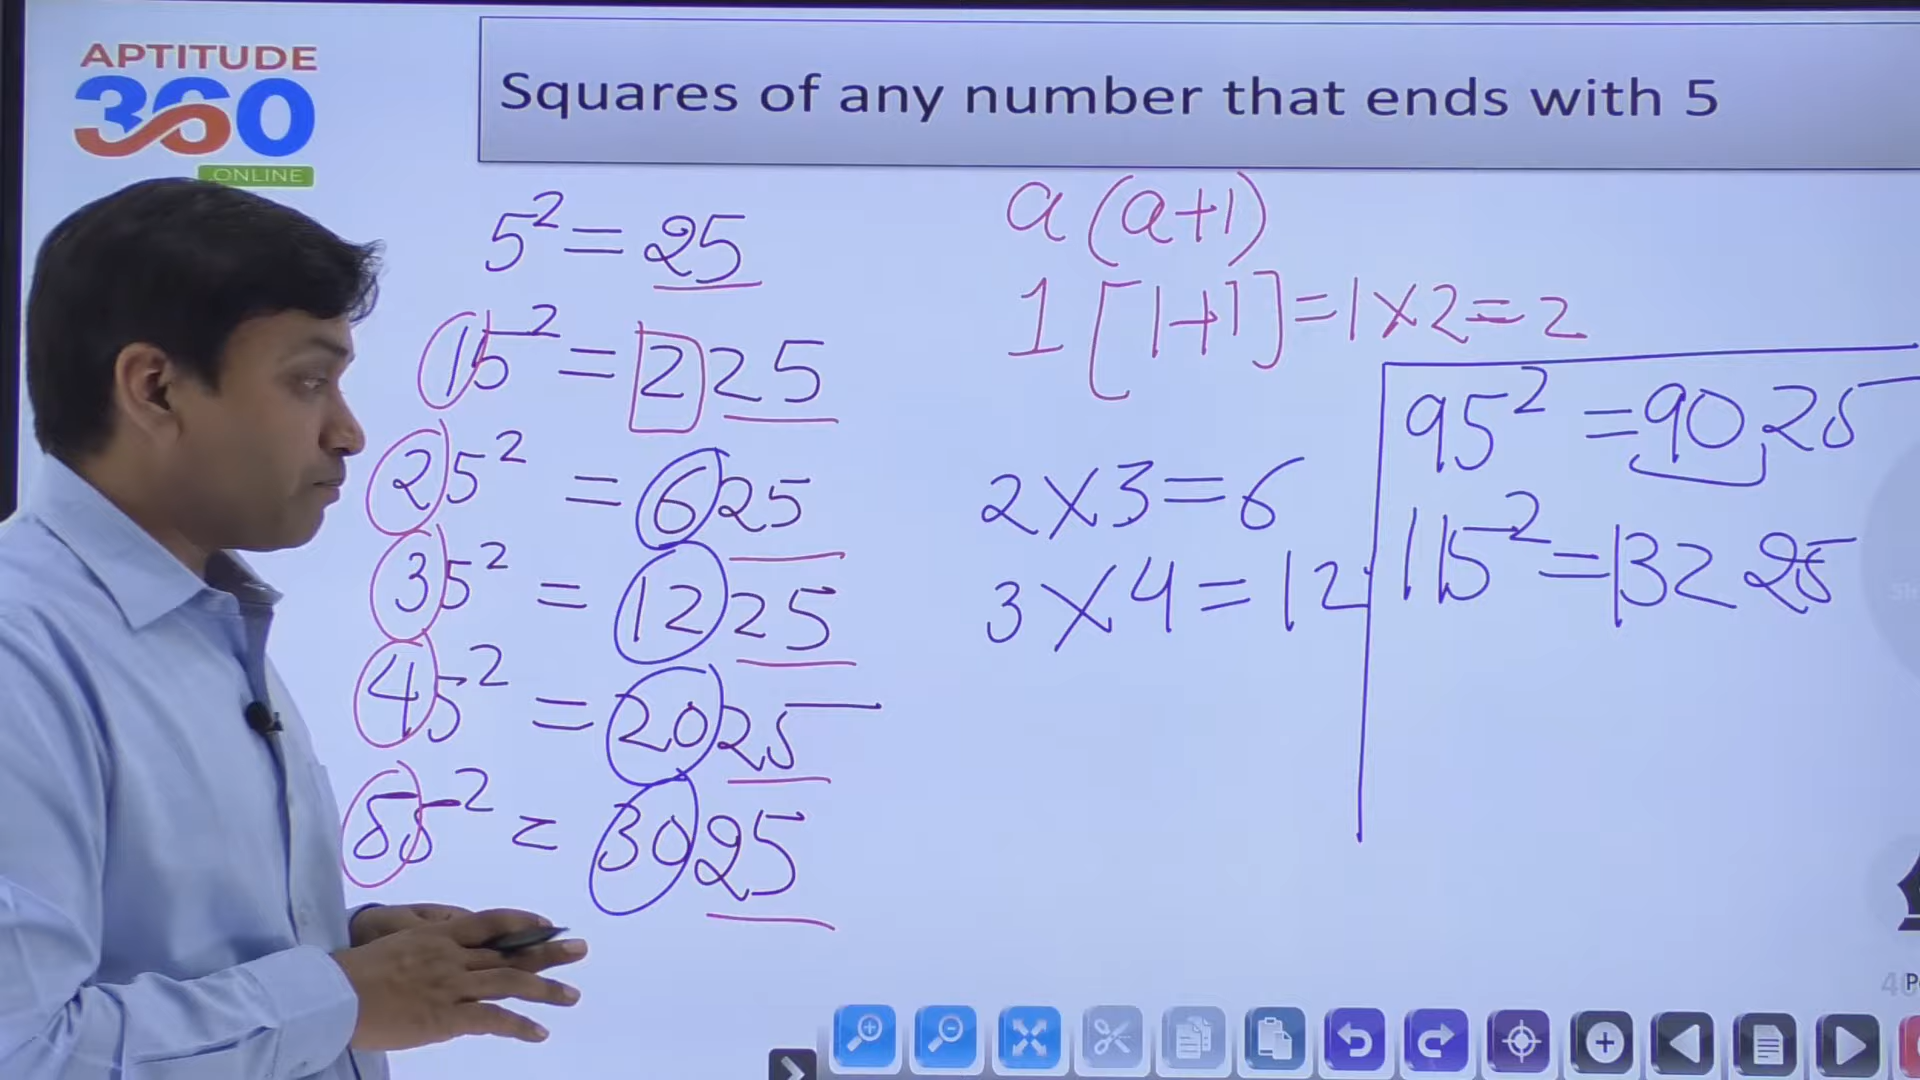 APTITUDE
360
ONLINE
Squares of any number that ends with 5
5² = 25
15² = 225
25² = 625
35² = 1225
45² = 2025
55² = 3025
a(a+1)
1[1+1]=1×2=2
2×3=6
3×4=12
95² = 9025
115² = 13225